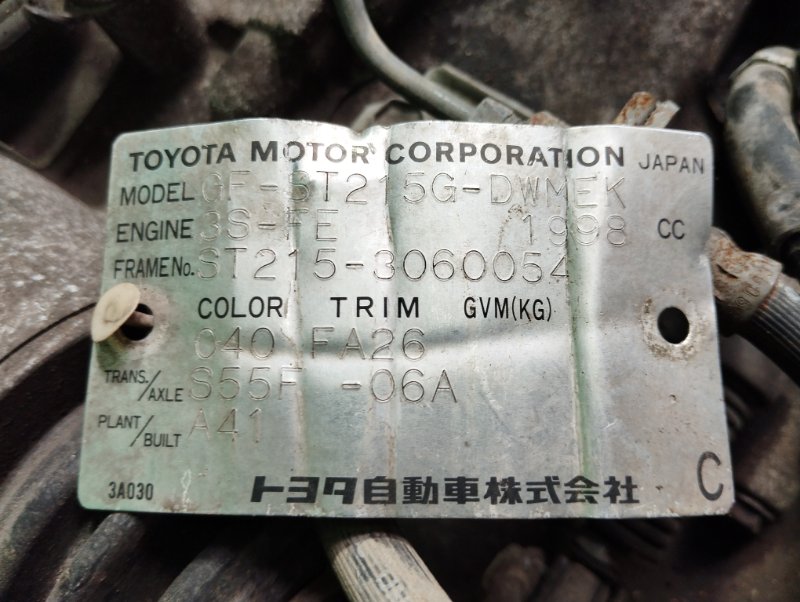 TOYOTA MOTOR CORPORATION JAPAN
MODEL GF-ST215G-DWMEK
ENGINE 3S-FE /1998 CC
FRAME No. ST215-3060054
COLOR TRIM GVM(KG)
040 FA26
TRANS./AXLE S55F -06A
PLANT/BUILT A41
3A030 トヨタ自動車株式会社 C